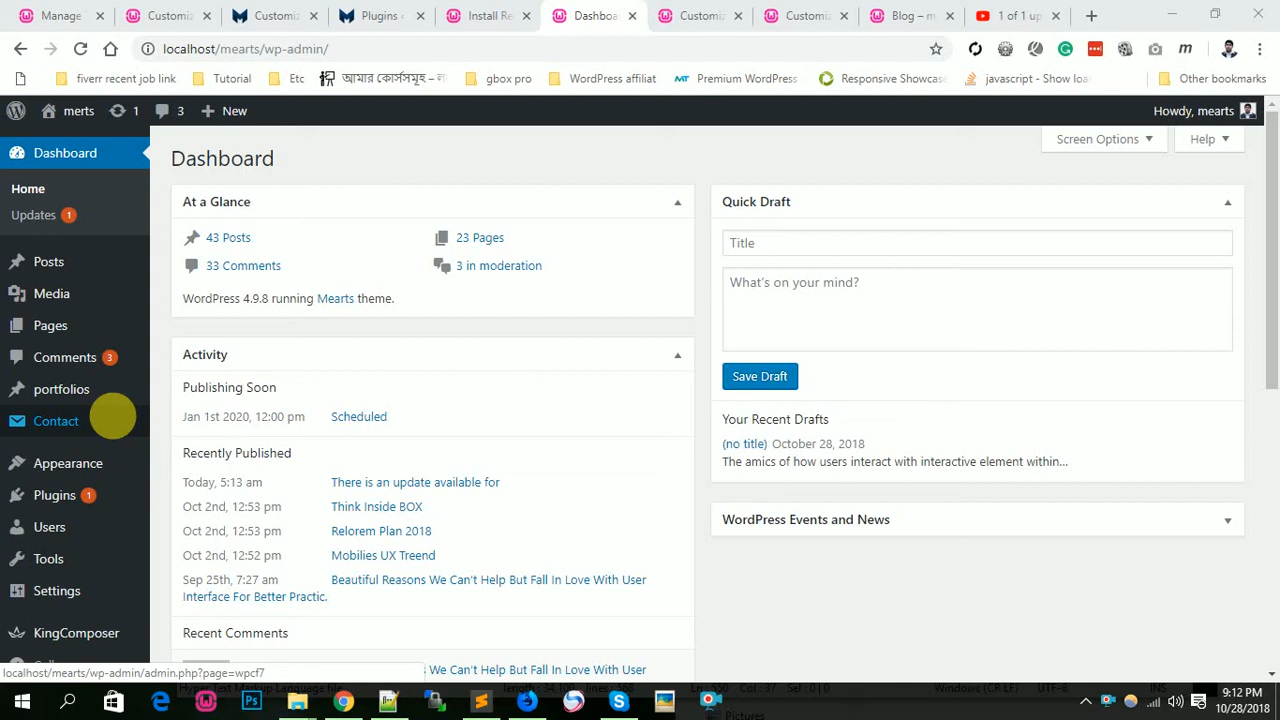 Manage
Customiz
Customiz
Plugins
Install Re
Dashboa
Customiz
Customiz
Blog – m
1 of 1 up
localhost/mearts/wp-admin/
fiverr recent job link
Tutorial
Etc
আমার কোর্সসমূহ – ল
gbox pro
WordPress affiliat
Premium WordPress
Responsive Showcase
javascript - Show loa
Other bookmarks
merts
1
3
New
Howdy, mearts
Dashboard
Home
Updates 1
Posts
Media
Pages
Comments 3
portfolios
Contact
Appearance
Plugins 1
Users
Tools
Settings
KingComposer
Dashboard
Screen Options
Help
At a Glance
43 Posts
23 Pages
33 Comments
3 in moderation
WordPress 4.9.8 running Mearts theme.
Activity
Publishing Soon
Jan 1st 2020, 12:00 pm Scheduled
Recently Published
Today, 5:13 am There is an update available for
Oct 2nd, 12:53 pm Think Inside BOX
Oct 2nd, 12:53 pm Relorem Plan 2018
Oct 2nd, 12:52 pm Mobilies UX Treend
Sep 25th, 7:27 am Beautiful Reasons We Can't Help But Fall In Love With User
Interface For Better Practic.
Recent Comments
Beautiful Reasons We Can't Help But Fall In Love With User
Quick Draft
Title
What's on your mind?
Save Draft
Your Recent Drafts
(no title) October 28, 2018
The amics of how users interact with interactive element within…
WordPress Events and News
localhost/mearts/wp-admin/admin.php?page=wpcf7
9:12 PM
10/28/2018
Pictures